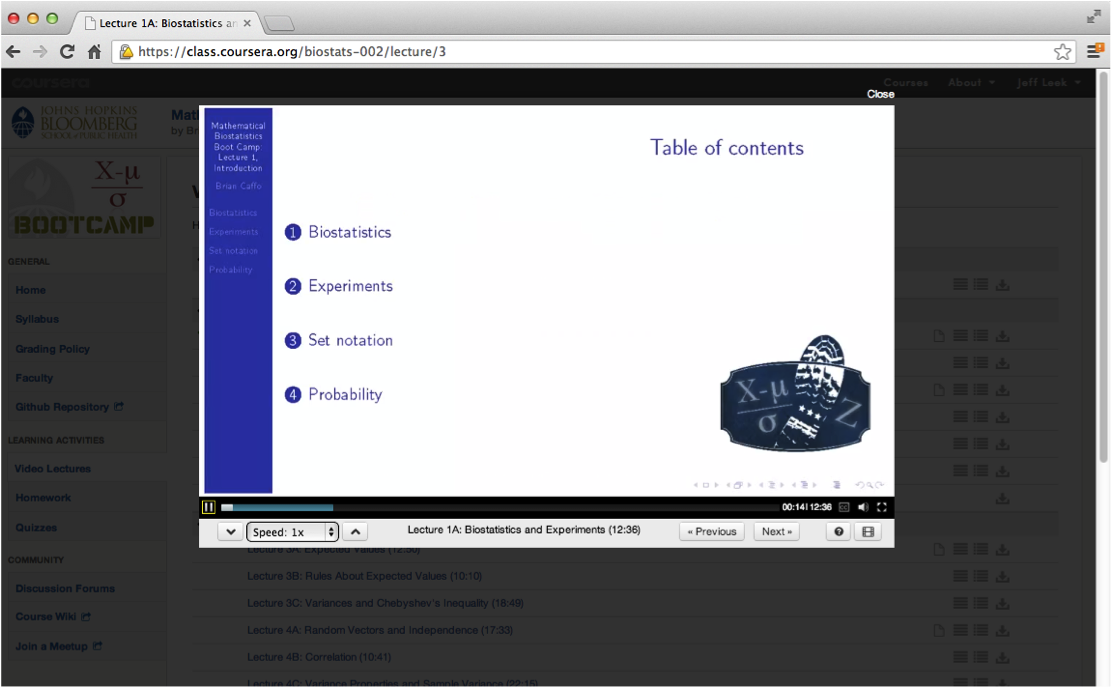 Lecture 1A: Biostatistics an
https://class.coursera.org/biostats-002/lecture/3
coursera
Courses About Jeff Leek
Close
JOHNS HOPKINS
BLOOMBERG
SCHOOL of PUBLIC HEALTH
Mat
by Br
X-μ
σ
BOOTCAMP
GENERAL
Home
Syllabus
Grading Policy
Faculty
Github Repository
LEARNING ACTIVITIES
Video Lectures
Homework
Quizzes
COMMUNITY
Discussion Forums
Course Wiki
Join a Meetup
Mathematical
Biostatistics
Boot Camp:
Lecture 1,
Introduction
Brian Caffo
Biostatistics
Experiments
Set notation
Probability
Table of contents
1 Biostatistics
2 Experiments
3 Set notation
4 Probability
X-μ
σ
Z
00:14 | 12:36
Speed: 1x
Lecture 1A: Biostatistics and Experiments (12:36)
« Previous
Next »
Lecture 3A: Expected Values (12:50)
Lecture 3B: Rules About Expected Values (10:10)
Lecture 3C: Variances and Chebyshev's Inequality (16:49)
Lecture 4A: Random Vectors and Independence (17:33)
Lecture 4B: Correlation (10:41)
Lecture 4C: Variance Properties and Sample Variance (22:15)